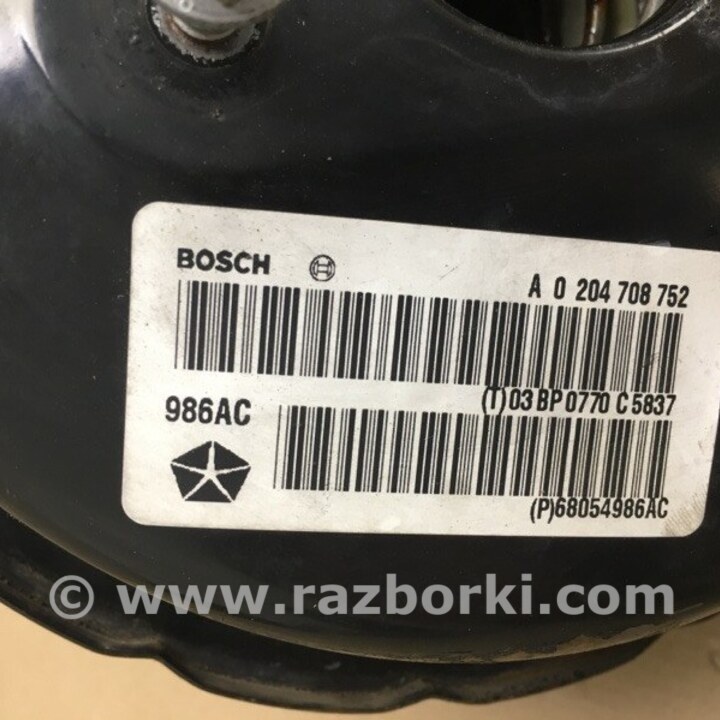 BOSCH
A 0 204 708 752
(T)03 BP 0770 C 5837
986AC
(P)68054986AC
© www.razborki.com